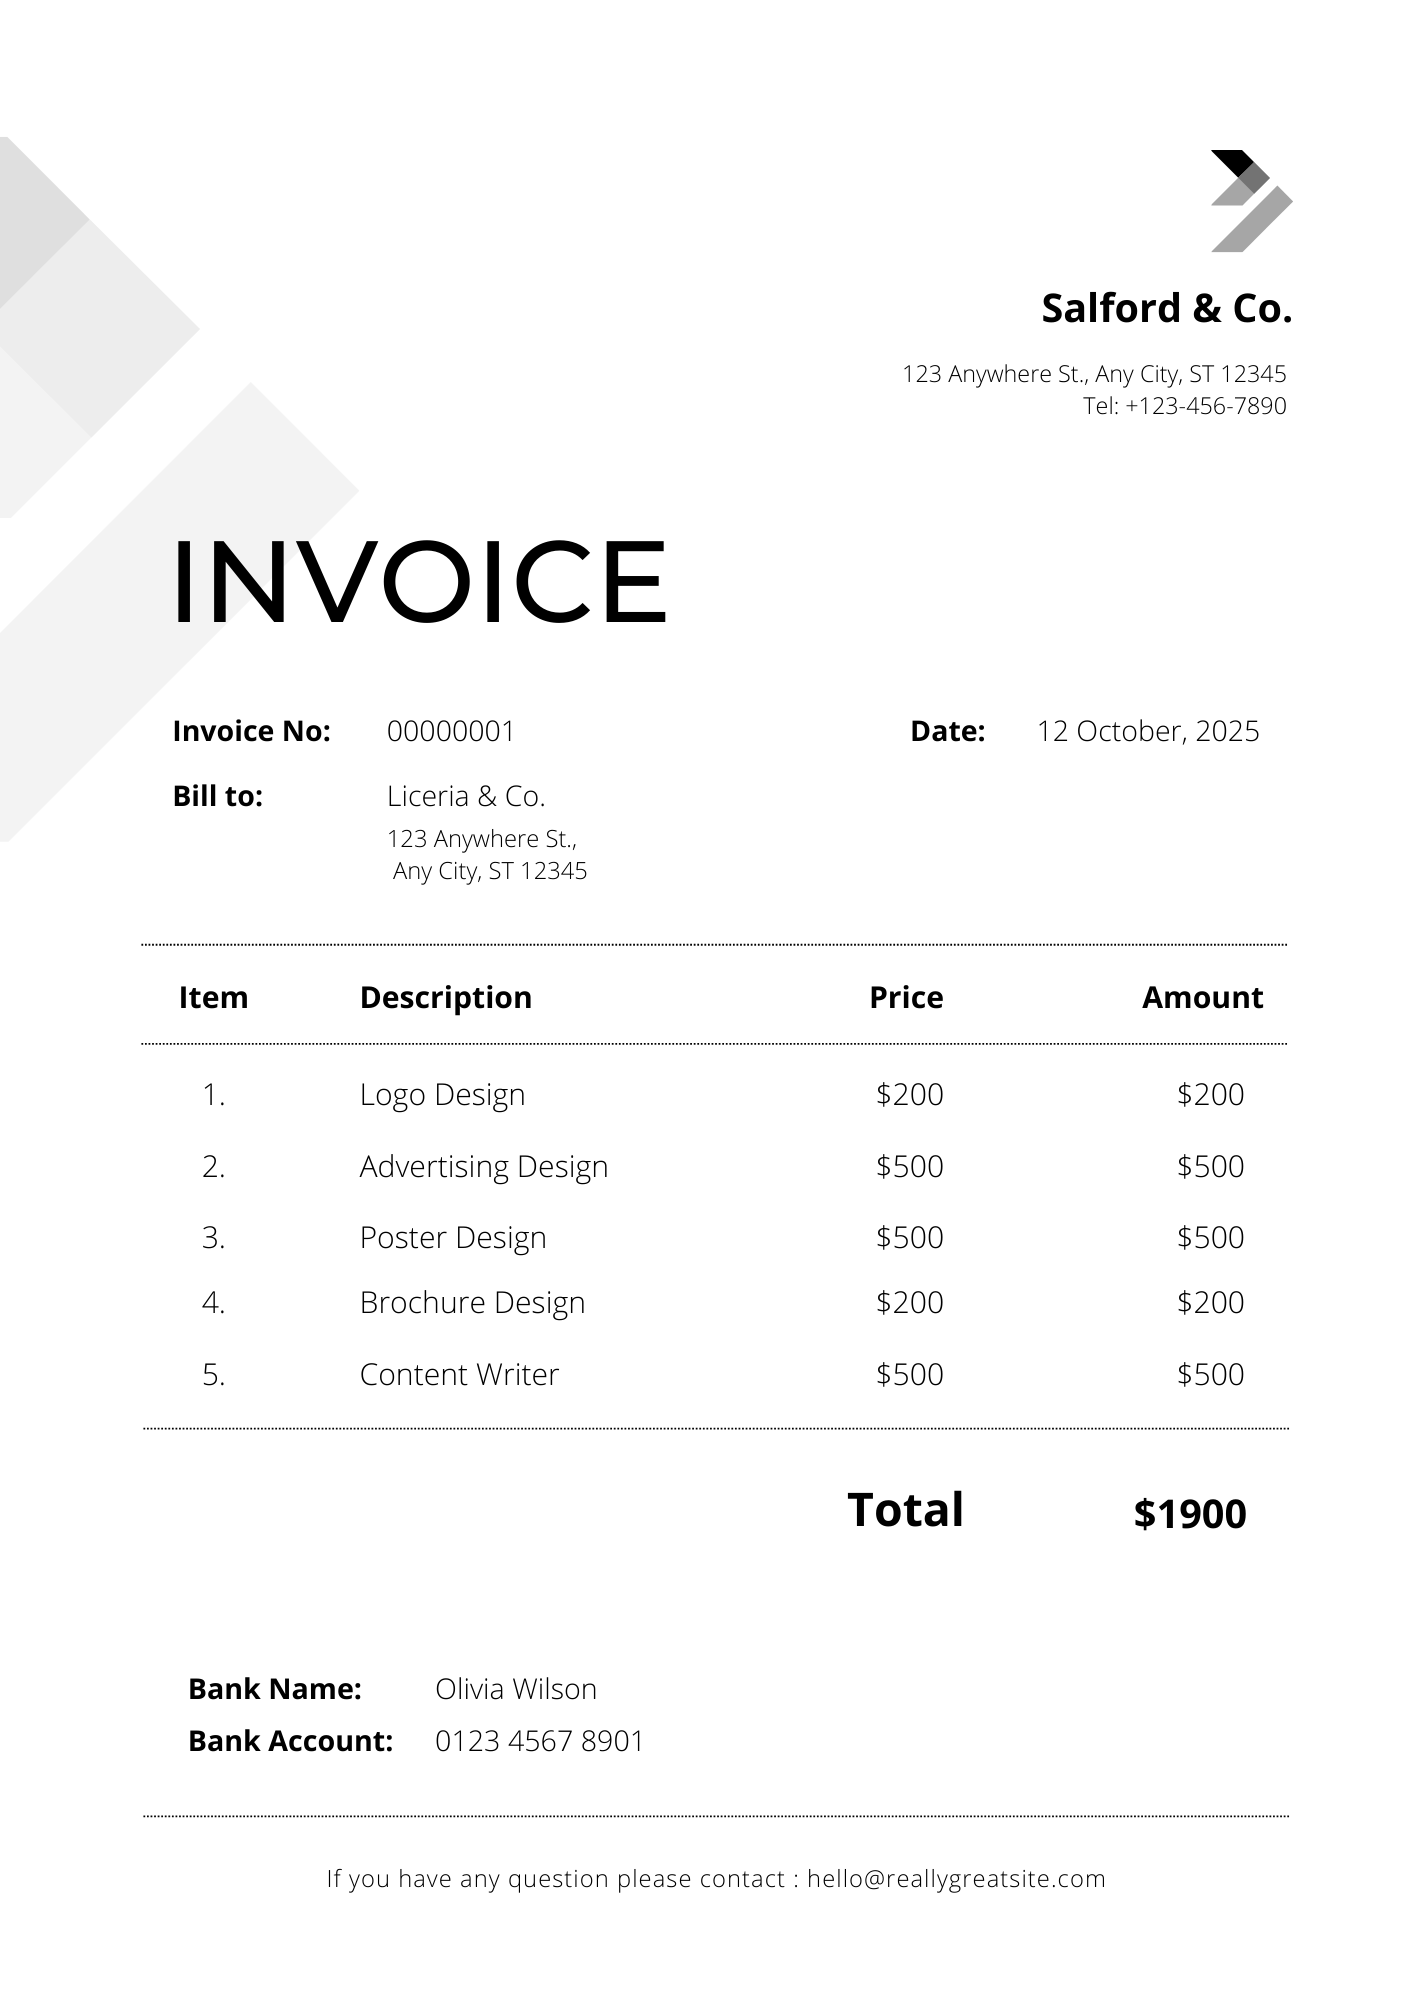 Salford & Co.
123 Anywhere St., Any City, ST 12345
Tel: +123-456-7890
INVOICE
Invoice No: 00000001 Date: 12 October, 2025
Bill to: Liceria & Co.
123 Anywhere St.,
Any City, ST 12345
Item Description Price Amount
1. Logo Design $200 $200
2. Advertising Design $500 $500
3. Poster Design $500 $500
4. Brochure Design $200 $200
5. Content Writer $500 $500
Total $1900
Bank Name: Olivia Wilson
Bank Account: 0123 4567 8901
If you have any question please contact : hello@reallygreatsite.com